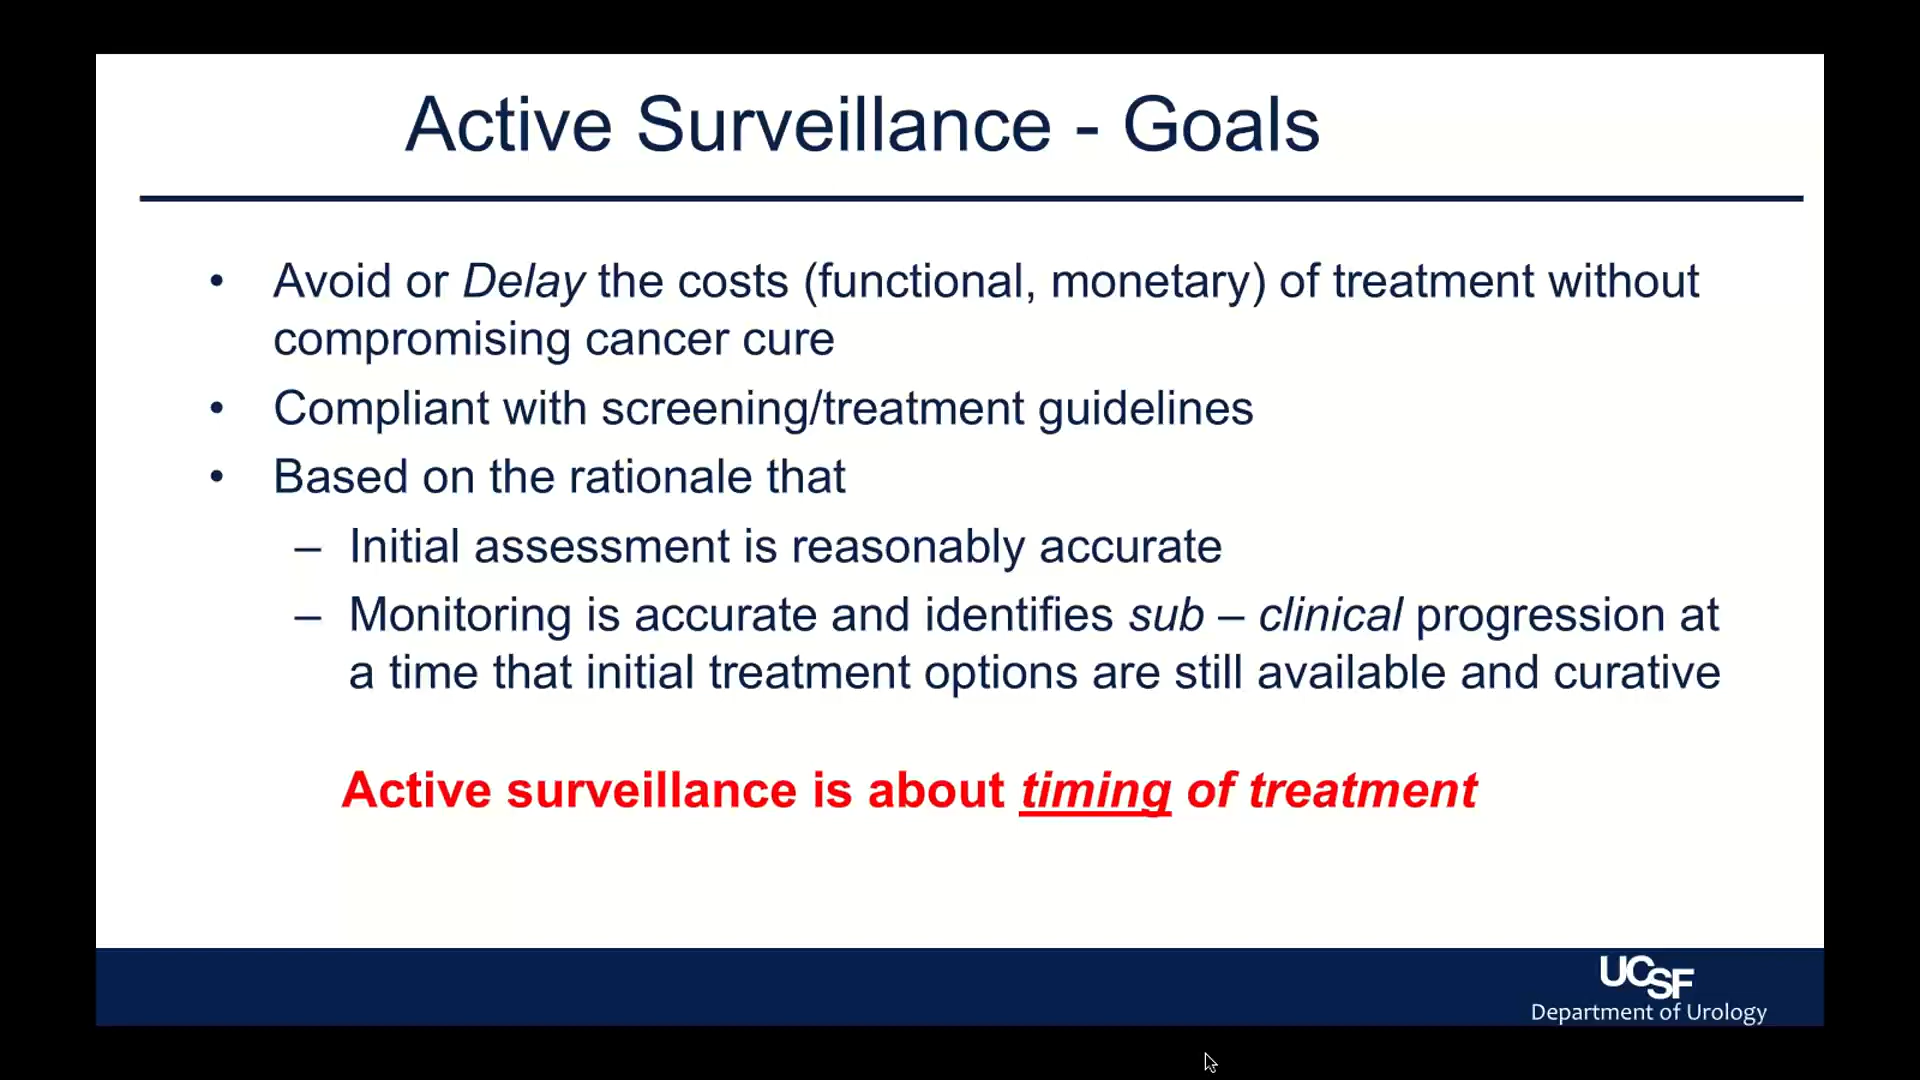 Active Surveillance - Goals
• Avoid or Delay the costs (functional, monetary) of treatment without
compromising cancer cure
• Compliant with screening/treatment guidelines
• Based on the rationale that
– Initial assessment is reasonably accurate
– Monitoring is accurate and identifies sub – clinical progression at
a time that initial treatment options are still available and curative
Active surveillance is about timing of treatment
UCSF
Department of Urology